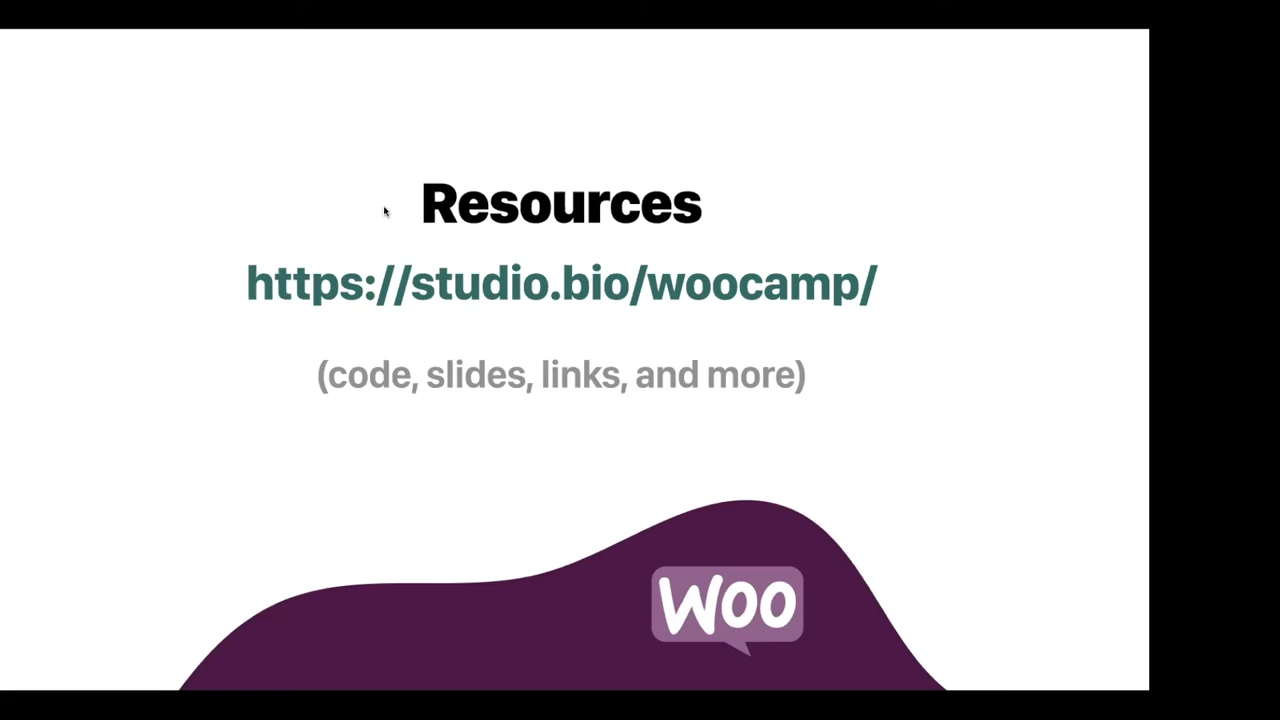 Resources
https://studio.bio/woocamp/
(code, slides, links, and more)
Woo